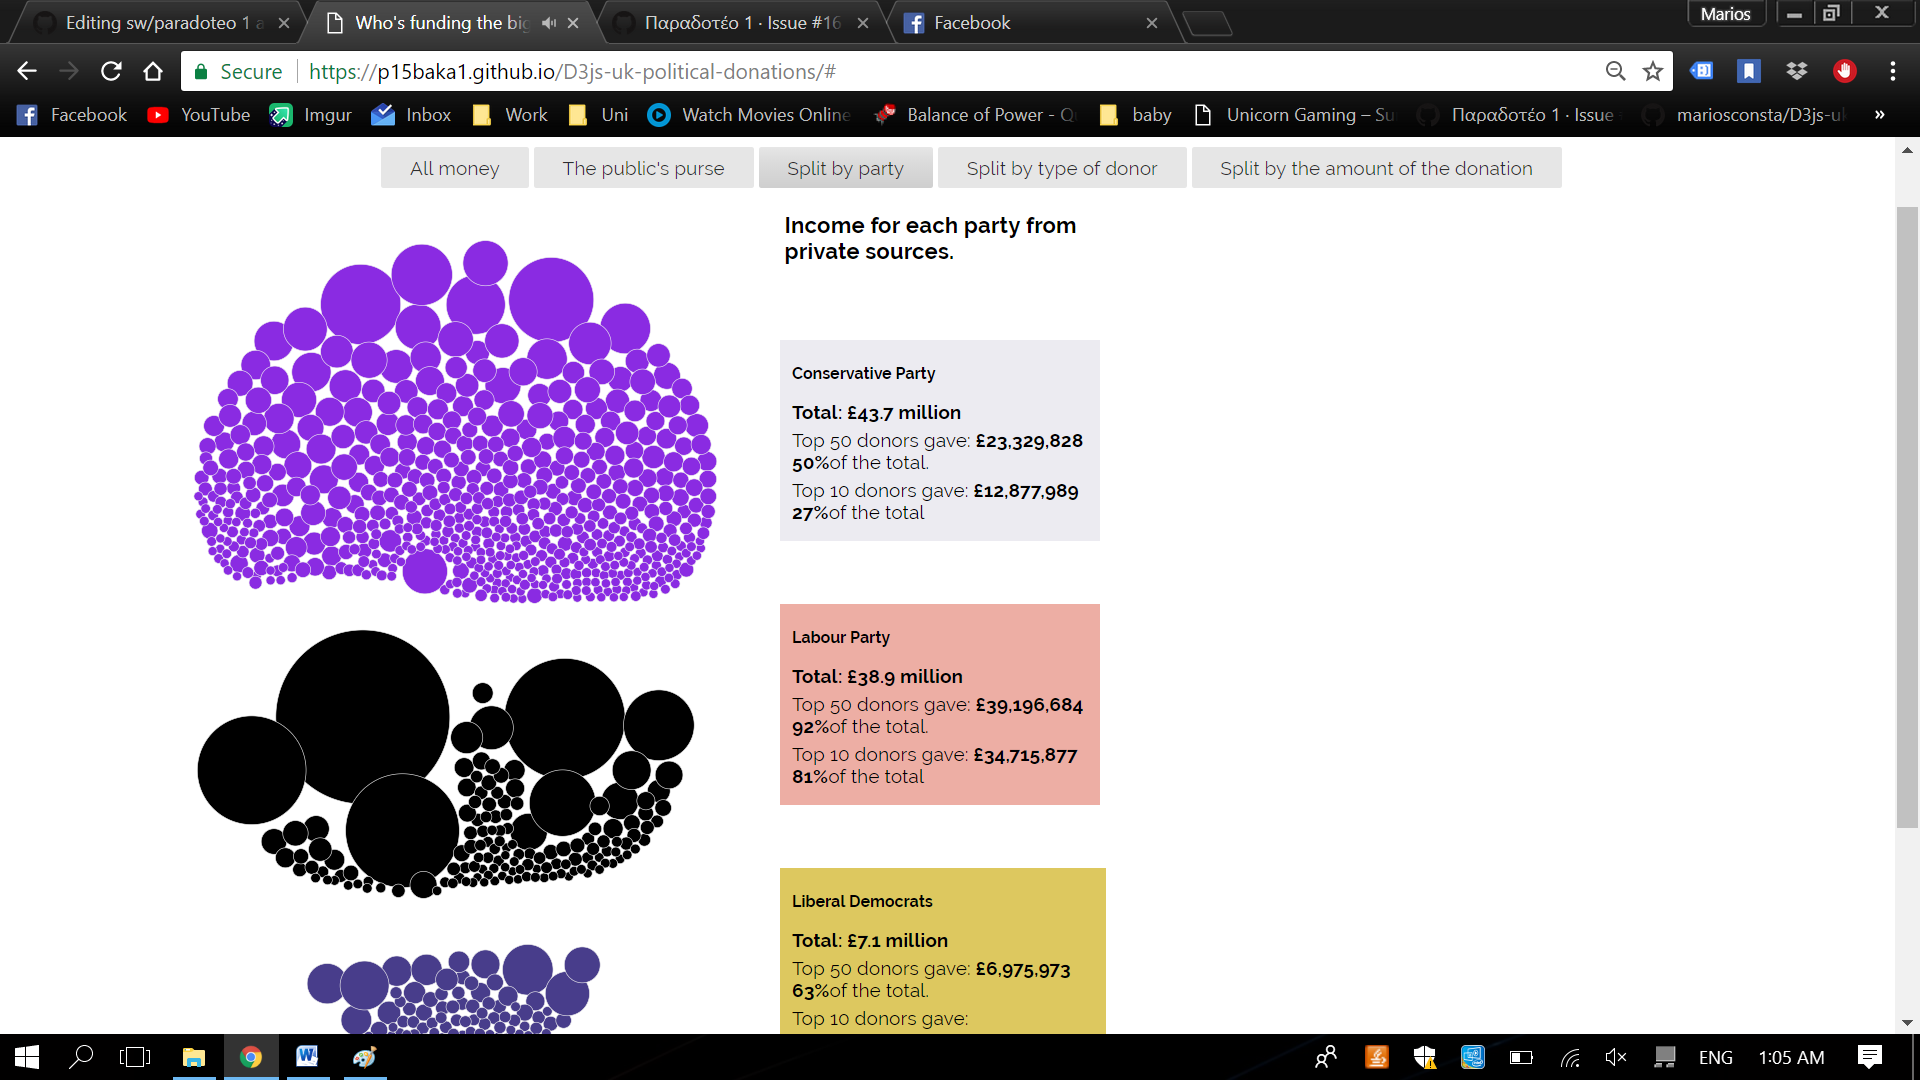 Editing sw/paradoteo 1 a
Who's funding the big
Παραδοτέο 1 · Issue #16
Facebook
Marios
Secure
https://p15baka1.github.io/D3js-uk-political-donations/#
Facebook
YouTube
Imgur
Inbox
Work
Uni
Watch Movies Online
Balance of Power - Q
baby
Unicorn Gaming – Su
Παραδοτέο 1 · Issue
mariosconsta/D3js-u
»
All money
The public's purse
Split by party
Split by type of donor
Split by the amount of the donation
Income for each party from
private sources.
Conservative Party
Total: £43.7 million
Top 50 donors gave: £23,329,828
50%of the total.
Top 10 donors gave: £12,877,989
27%of the total
Labour Party
Total: £38.9 million
Top 50 donors gave: £39,196,684
92%of the total.
Top 10 donors gave: £34,715,877
81%of the total
Liberal Democrats
Total: £7.1 million
Top 50 donors gave: £6,975,973
63%of the total.
Top 10 donors gave:
ENG
1:05 AM